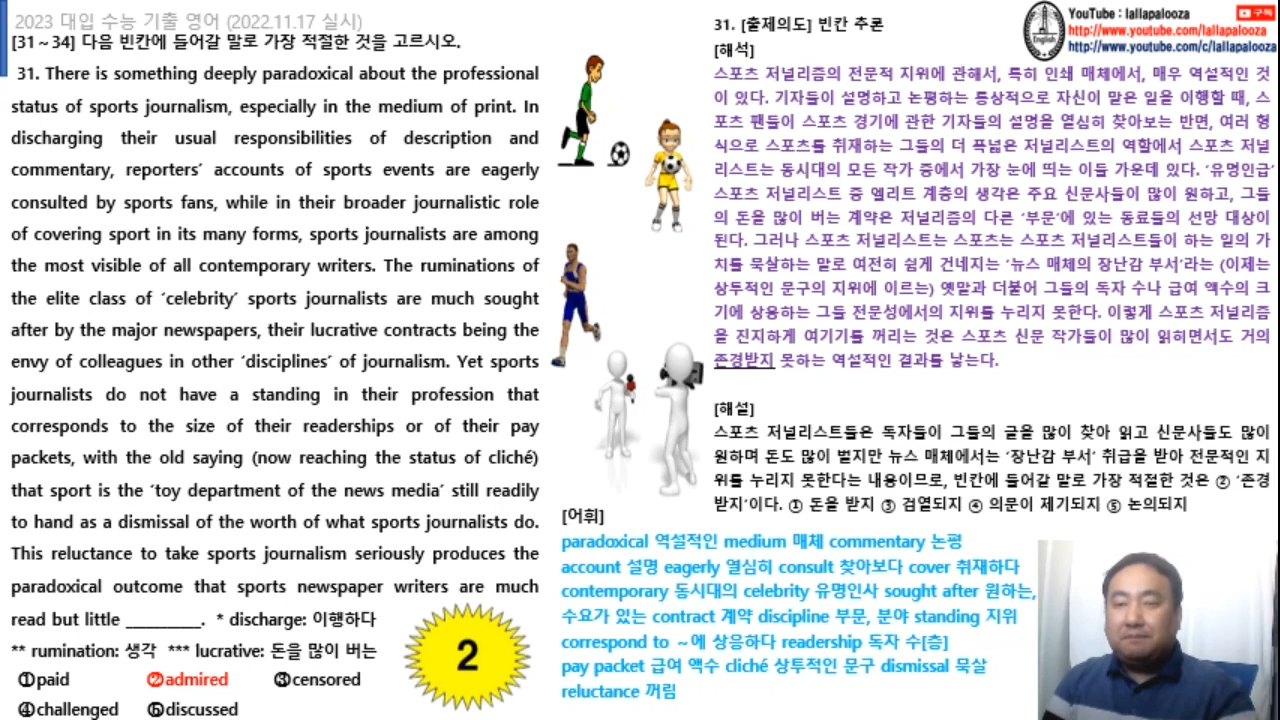 2023 대입 수능 기출 영어 (2022.11.17 실시)
[31~34] 다음 빈칸에 들어갈 말로 가장 적절한 것을 고르시오.
31. There is something deeply paradoxical about the professional
status of sports journalism, especially in the medium of print. In
discharging their usual responsibilities of description and
commentary, reporters´ accounts of sports events are eagerly
consulted by sports fans, while in their broader journalistic role
of covering sport in its many forms, sports journalists are among
the most visible of all contemporary writers. The ruminations of
the elite class of ´celebrity´ sports journalists are much sought
after by the major newspapers, their lucrative contracts being the
envy of colleagues in other ´disciplines´ of journalism. Yet sports
journalists do not have a standing in their profession that
corresponds to the size of their readerships or of their pay
packets, with the old saying (now reaching the status of cliché)
that sport is the ´toy department of the news media´ still readily
to hand as a dismissal of the worth of what sports journalists do.
This reluctance to take sports journalism seriously produces the
paradoxical outcome that sports newspaper writers are much
read but little _________. * discharge: 이행하다
** rumination: 생각 *** lucrative: 돈을 많이 버는
①paid ②admired ③censored
④challenged ⑤discussed
2
31. [출제의도] 빈칸 추론
[해석]
스포츠 저널리즘의 전문적 지위에 관해서, 특히 인쇄 매체에서, 매우 역설적인 것
이 있다. 기자들이 설명하고 논평하는 통상적으로 자신이 맡은 일을 이행할 때, 스
포츠 팬들이 스포츠 경기에 관한 기자들의 설명을 열심히 찾아보는 반면, 여러 형
식으로 스포츠를 취재하는 그들의 더 폭넓은 저널리스트의 역할에서 스포츠 저널
리스트는 동시대의 모든 작가 중에서 가장 눈에 띄는 이들 가운데 있다. ‘유명인급’
스포츠 저널리스트 중 엘리트 계층의 생각은 주요 신문사들이 많이 원하고, 그들
의 돈을 많이 버는 계약은 저널리즘의 다른 ‘부문’에 있는 동료들의 선망 대상이
된다. 그러나 스포츠 저널리스트는 스포츠는 스포츠 저널리스트들이 하는 일의 가
치를 묵살하는 말로 여전히 쉽게 건네지는 ‘뉴스 매체의 장난감 부서’라는 (이제는
상투적인 문구의 지위에 이르는) 옛말과 더불어 그들의 독자 수나 급여 액수의 크
기에 상응하는 그들 전문성에서의 지위를 누리지 못한다. 이렇게 스포츠 저널리즘
을 진지하게 여기기를 꺼리는 것은 스포츠 신문 작가들이 많이 읽히면서도 거의
존경받지 못하는 역설적인 결과를 낳는다.
[해설]
스포츠 저널리스트들은 독자들이 그들의 글을 많이 찾아 읽고 신문사들도 많이
원하며 돈도 많이 벌지만 뉴스 매체에서는 ‘장난감 부서’ 취급을 받아 전문적인 지
위를 누리지 못한다는 내용이므로, 빈칸에 들어갈 말로 가장 적절한 것은 ② ‘존경
받지’이다. ① 돈을 받지 ③ 검열되지 ④ 의문이 제기되지 ⑤ 논의되지
[어휘]
paradoxical 역설적인 medium 매체 commentary 논평
account 설명 eagerly 열심히 consult 찾아보다 cover 취재하다
contemporary 동시대의 celebrity 유명인사 sought after 원하는,
수요가 있는 contract 계약 discipline 부문, 분야 standing 지위
correspond to ~에 상응하다 readership 독자 수[층]
pay packet 급여 액수 cliché 상투적인 문구 dismissal 묵살
reluctance 꺼림
English
YouTube : lallapalooza
구독
http://www.youtube.com/lallapalooza
http://www.youtube.com/c/lallapalooza